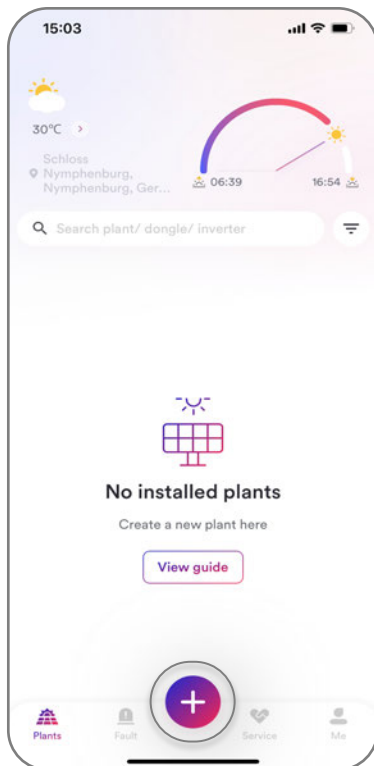 15:03
30°C
Schloss
Nymphenburg,
Nymphenburg, Ger...
06:39
16:54
Search plant/ dongle/ inverter
No installed plants
Create a new plant here
View guide
Plants
Fault
Service
Me